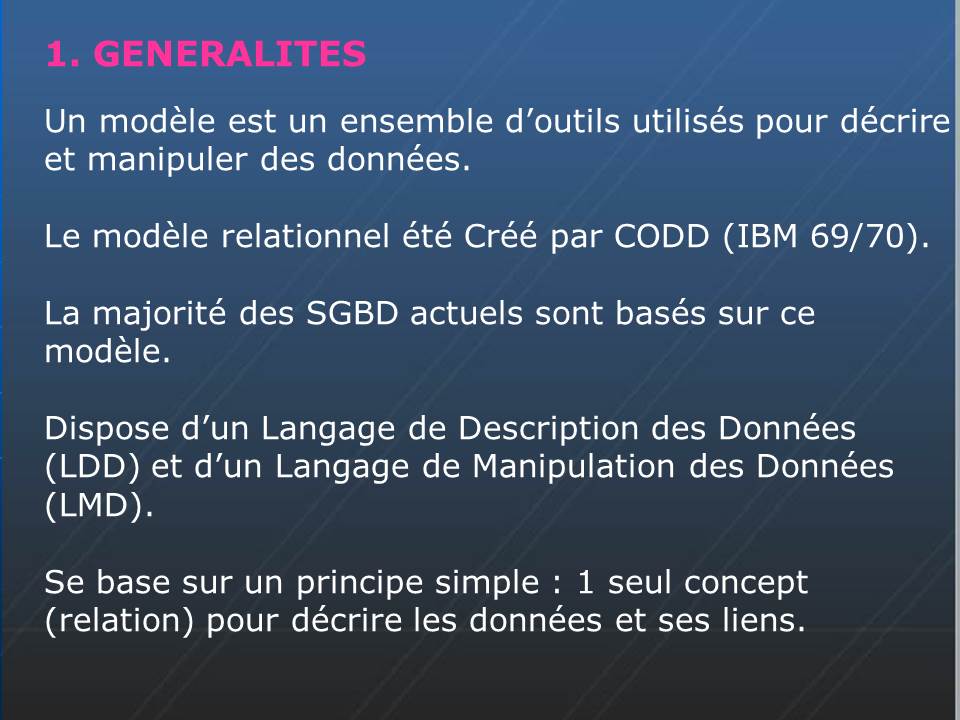 1. GENERALITES
Un modèle est un ensemble d’outils utilisés pour décrire
et manipuler des données.
Le modèle relationnel été Créé par CODD (IBM 69/70).
La majorité des SGBD actuels sont basés sur ce
modèle.
Dispose d’un Langage de Description des Données
(LDD) et d’un Langage de Manipulation des Données
(LMD).
Se base sur un principe simple : 1 seul concept
(relation) pour décrire les données et ses liens.